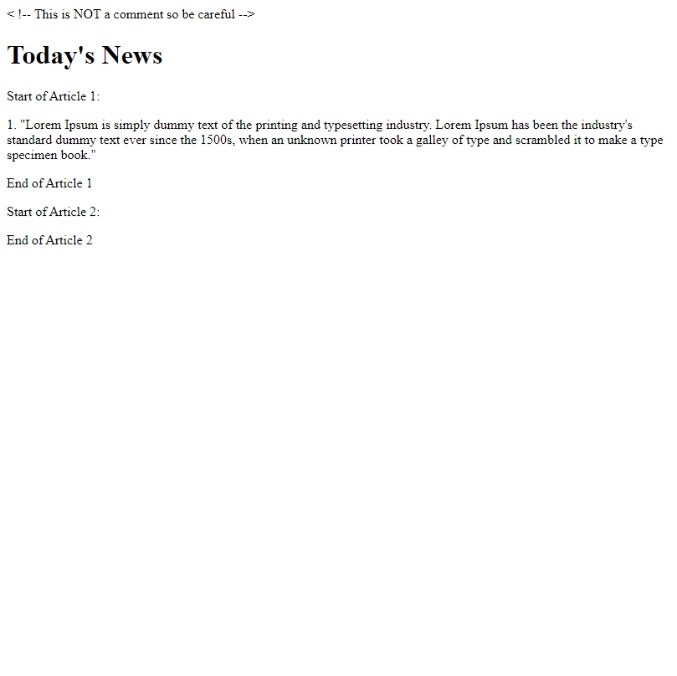 < !-- This is NOT a comment so be careful -->
Today's News
Start of Article 1:
1. "Lorem Ipsum is simply dummy text of the printing and typesetting industry. Lorem Ipsum has been the industry's
standard dummy text ever since the 1500s, when an unknown printer took a galley of type and scrambled it to make a type
specimen book."
End of Article 1
Start of Article 2:
End of Article 2